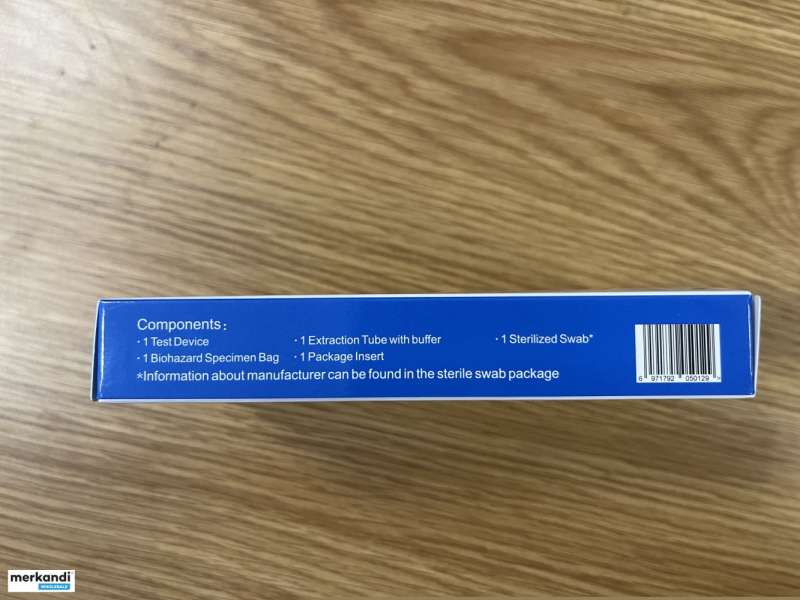 Components:
· 1 Test Device · 1 Extraction Tube with buffer · 1 Sterilized Swab*
· 1 Biohazard Specimen Bag · 1 Package Insert
*Information about manufacturer can be found in the sterile swab package
6 971792 050129 >
merkandi
WHOLESALE